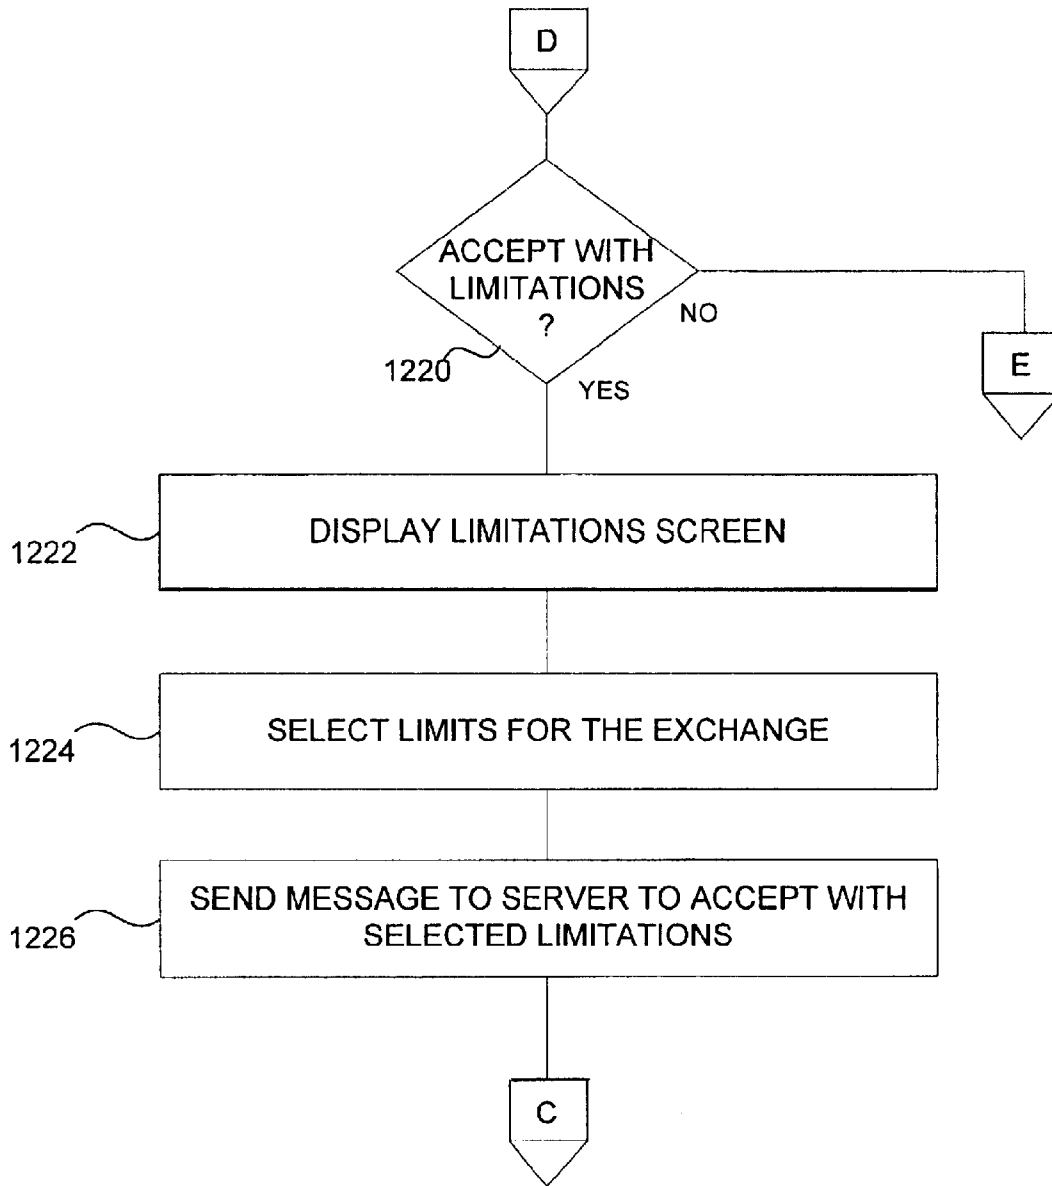 D
ACCEPT WITH
LIMITATIONS
?
NO
1220
YES
E
DISPLAY LIMITATIONS SCREEN
1222
SELECT LIMITS FOR THE EXCHANGE
1224
SEND MESSAGE TO SERVER TO ACCEPT WITH
SELECTED LIMITATIONS
1226
C